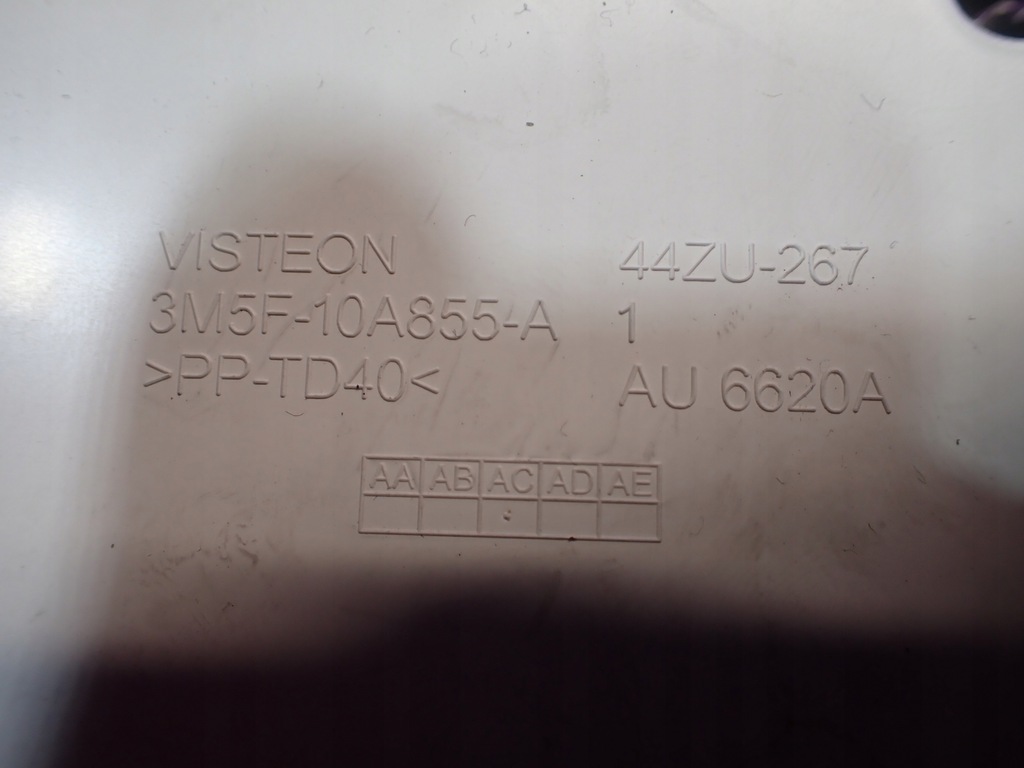 VISTEON
3M5F-10A855-A
>PP-TD40<
44ZU-267
1
AU 6620A
AA AB AC AD AE